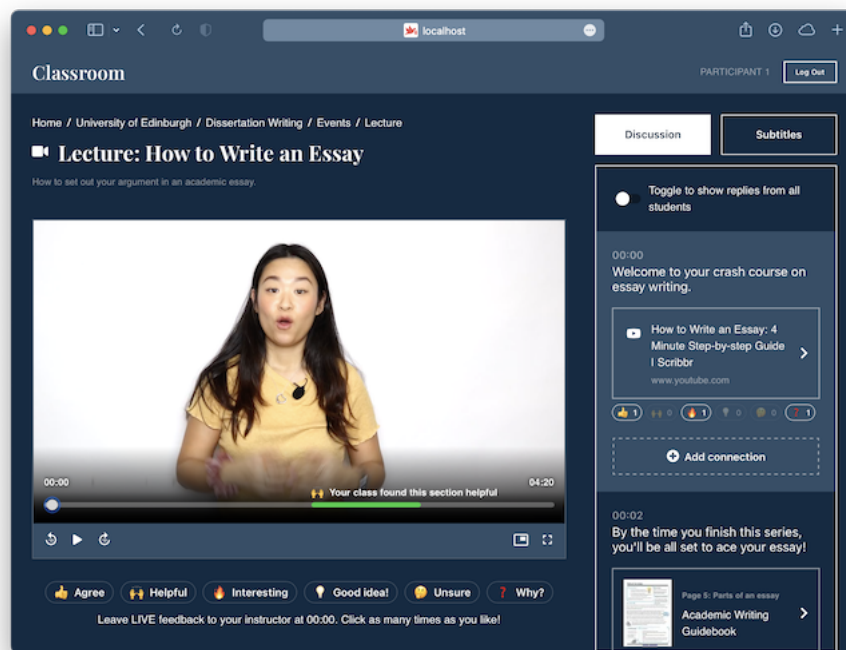 localhost
Classroom
PARTICIPANT 1
Log Out
Home / University of Edinburgh / Dissertation Writing / Events / Lecture
Lecture: How to Write an Essay
How to set out your argument in an academic essay.
00:00
04:20
🙌 Your class found this section helpful
👍 Agree
🙌 Helpful
🔥 Interesting
💡 Good idea!
🤔 Unsure
❓ Why?
Leave LIVE feedback to your instructor at 00:00. Click as many times as you like!
Discussion
Subtitles
Toggle to show replies from all
students
00:00
Welcome to your crash course on
essay writing.
How to Write an Essay: 4
Minute Step-by-step Guide
| Scribbr
www.youtube.com
👍 1
🙌 0
🔥 1
💡 0
🤔 0
❓ 1
Add connection
00:02
By the time you finish this series,
you'll be all set to ace your essay!
Page 5: Parts of an essay
Academic Writing
Guidebook